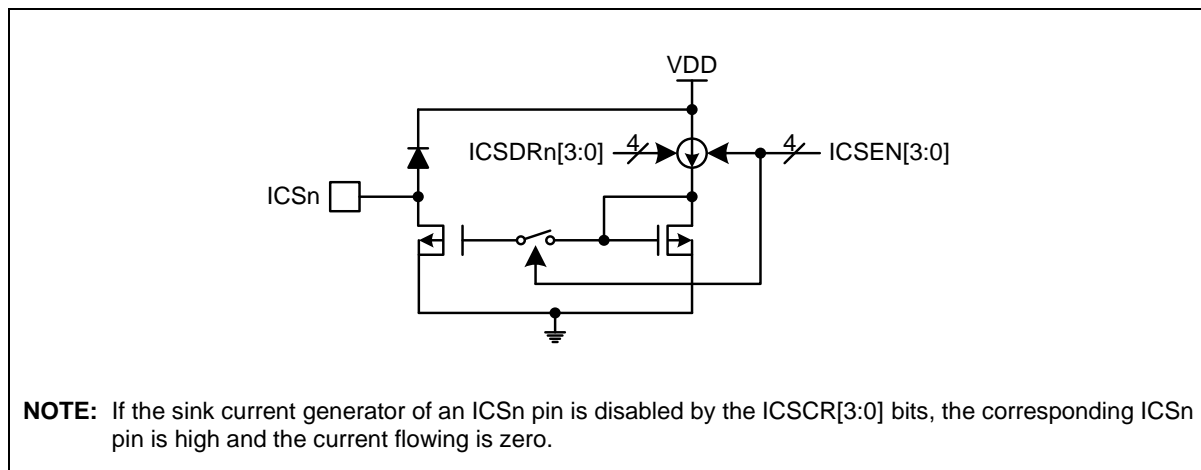 VDD
ICSDRn[3:0]
4
4
ICSEN[3:0]
ICSn
NOTE: If the sink current generator of an ICSn pin is disabled by the ICSCR[3:0] bits, the corresponding ICSn
pin is high and the current flowing is zero.